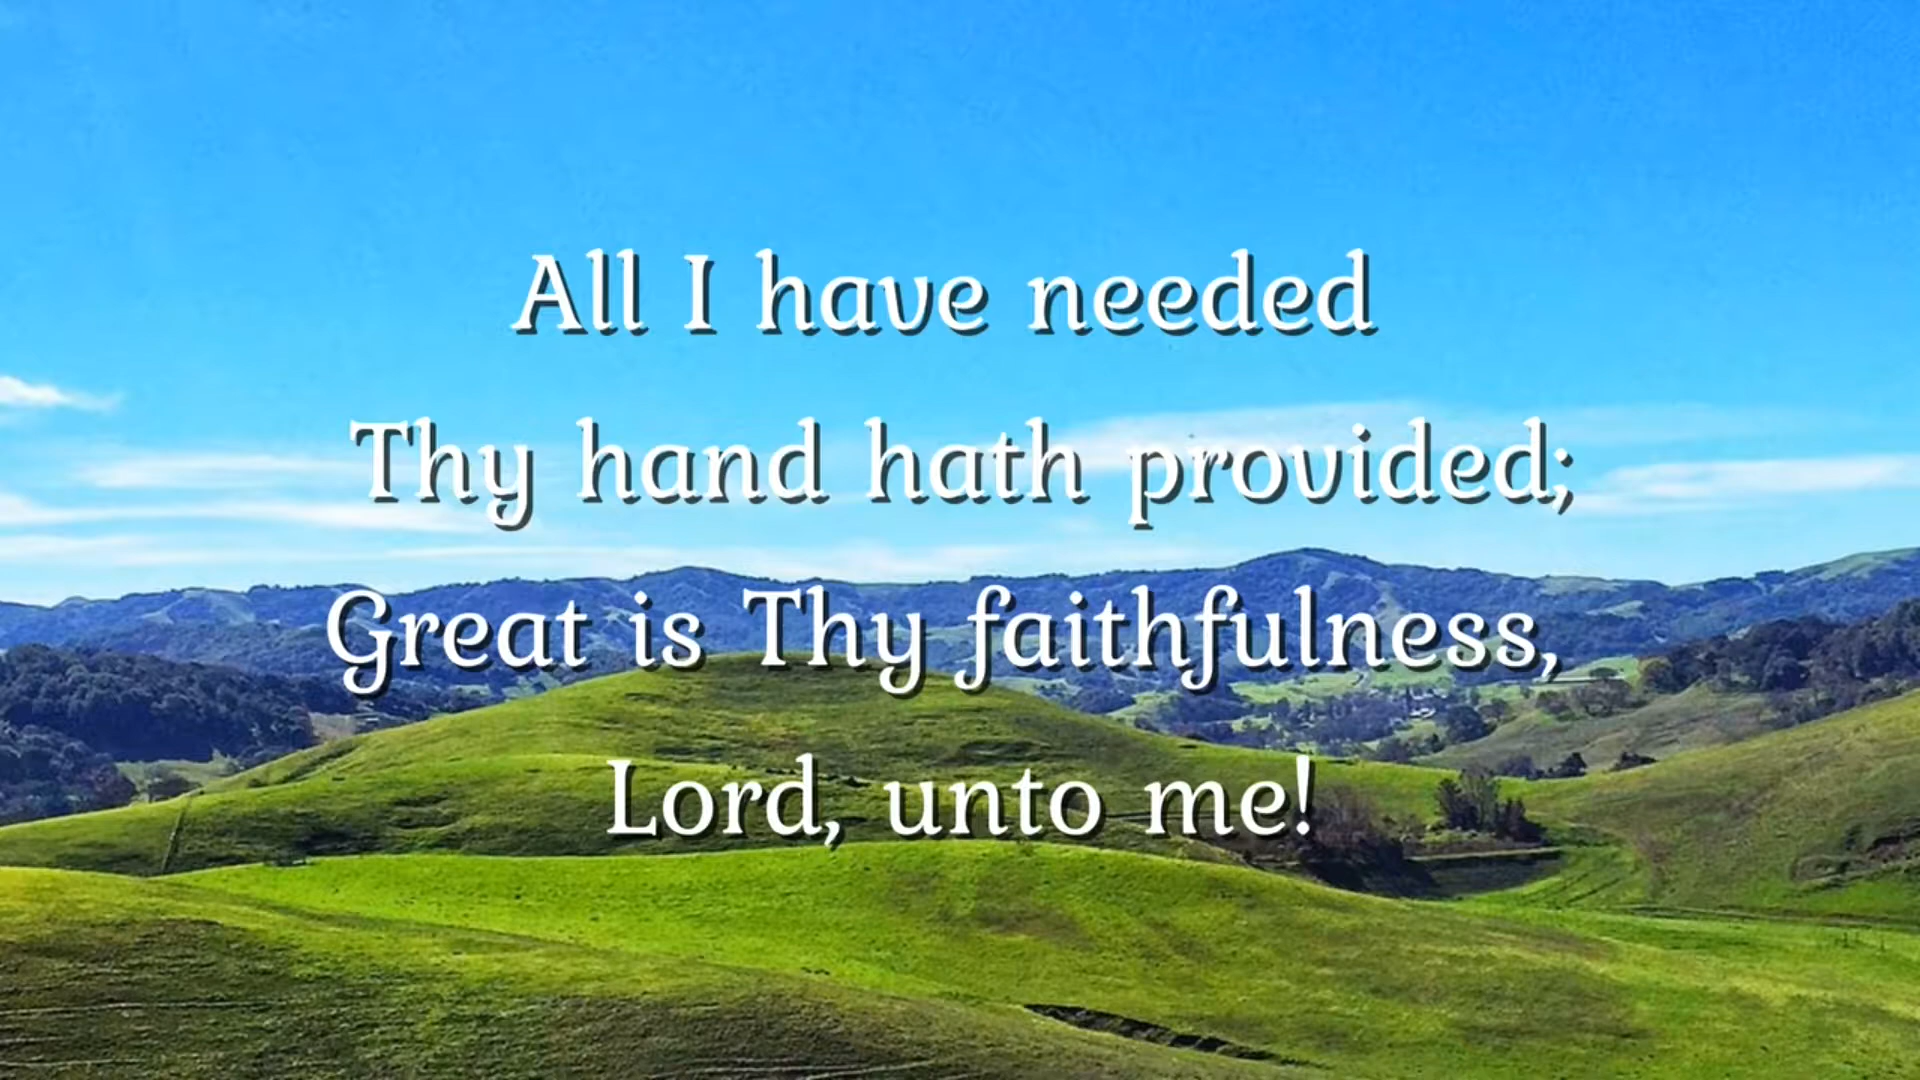 All I have needed
Thy hand hath provided;
Great is Thy faithfulness,
Lord, unto me!